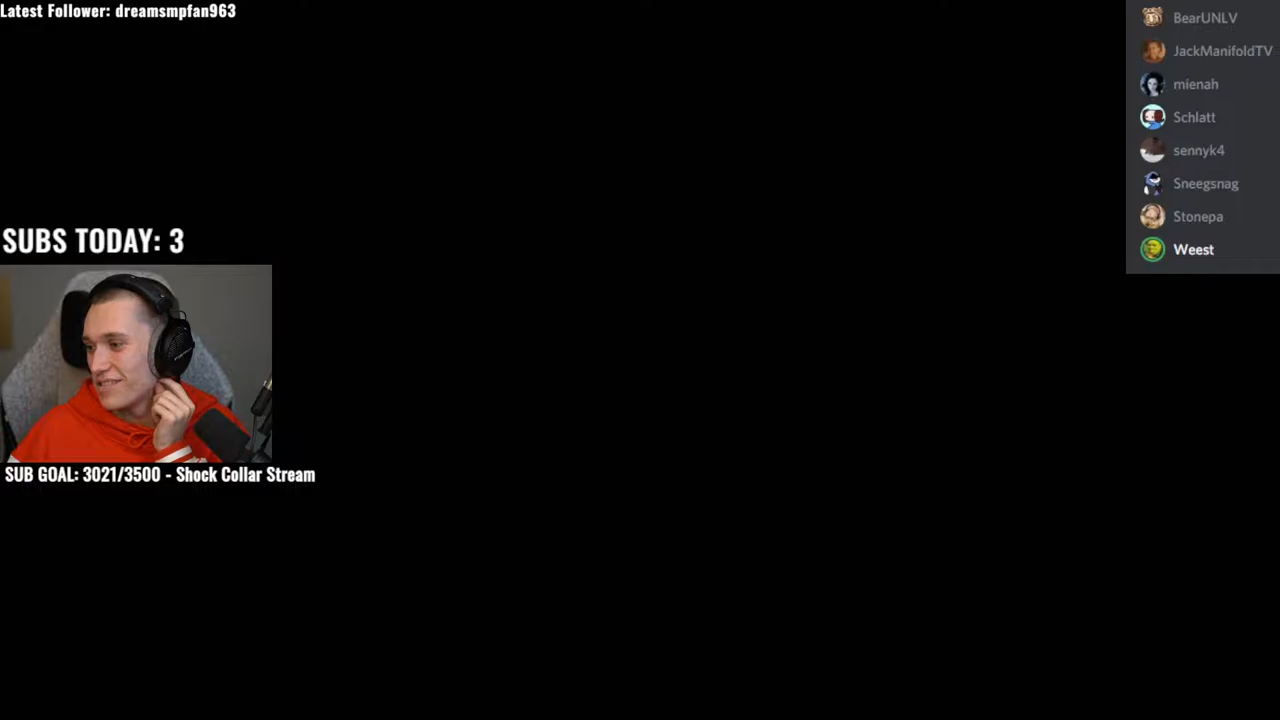 Latest Follower: dreamsmpfan963
BearUNLV
JackManifoldTV
mienah
Schlatt
sennyk4
Sneegsnag
Stonepa
Weest
SUBS TODAY: 3
SUB GOAL: 3021/3500 - Shock Collar Stream